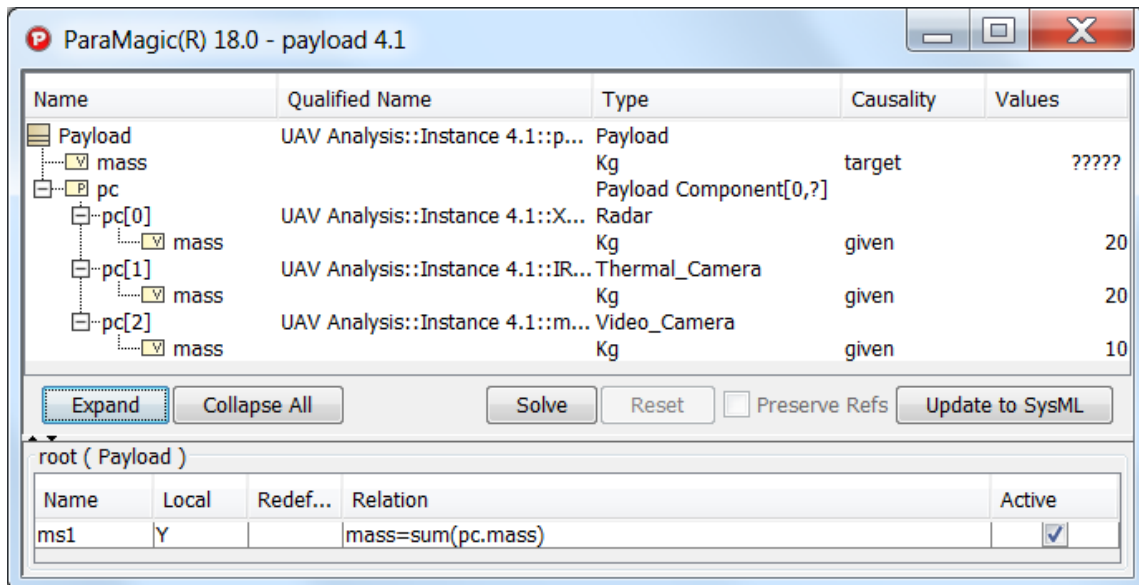 ParaMagic(R) 18.0 - payload 4.1
Name Qualified Name Type Causality Values
Payload UAV Analysis::Instance 4.1::p... Payload
V mass Kg target ?????
P pc Payload Component[0,?]
pc[0] UAV Analysis::Instance 4.1::X... Radar
V mass Kg given 20
pc[1] UAV Analysis::Instance 4.1::IR... Thermal_Camera
V mass Kg given 20
pc[2] UAV Analysis::Instance 4.1::m... Video_Camera
V mass Kg given 10
Expand Collapse All Solve Reset Preserve Refs Update to SysML
root ( Payload )
Name Local Redef... Relation Active
ms1 Y mass=sum(pc.mass)